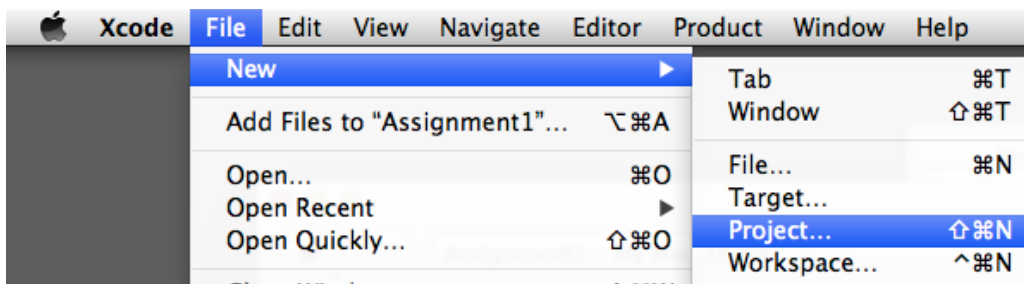 Xcode File Edit View Navigate Editor Product Window Help
New
Add Files to “Assignment1”... ⌥⌘A
Open... ⌘O
Open Recent
Open Quickly... ⇧⌘O
Tab ⌘T
Window ⇧⌘T
File... ⌘N
Target...
Project... ⇧⌘N
Workspace... ^⌘N